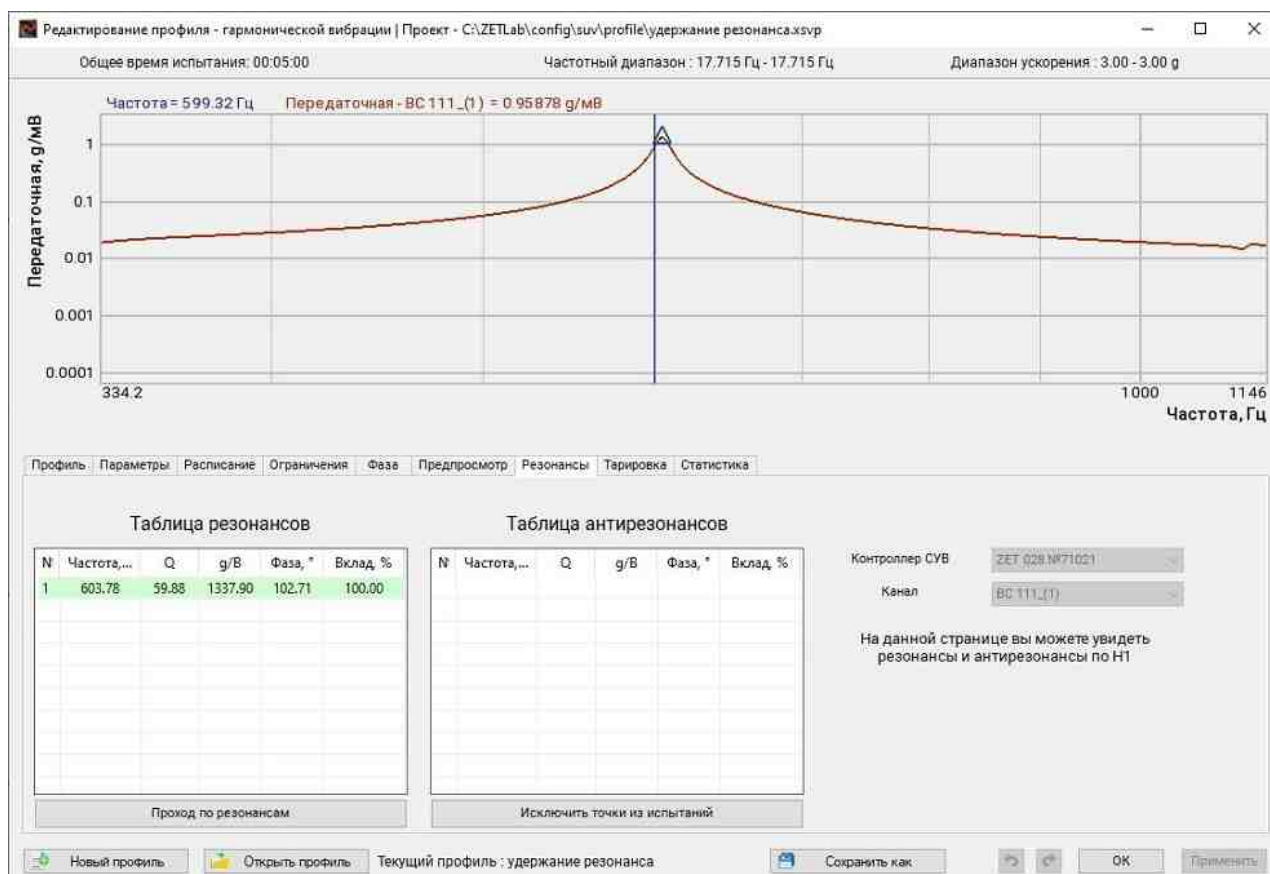 Редактирование профиля - гармонической вибрации | Проект - C:\ZETLab\config\suv\profile\удержание резонанса.xsvp
Общее время испытания: 00:05:00 Частотный диапазон : 17.715 Гц - 17.715 Гц Диапазон ускорения : 3.00 - 3.00 g
Частота = 599.32 Гц Передаточная - BC 111_(1) = 0.95878 g/мВ
Передаточная, g/мВ
1
0.1
0.01
0.001
0.0001
334.2 1000 1146
Частота, Гц
Профиль Параметры Расписание Ограничения Фаза Предпросмотр Резонансы Тарировка Статистика
Таблица резонансов Таблица антирезонансов
N Частота,... Q g/В Фаза, ° Вклад, % N Частота,... Q g/В Фаза, ° Вклад, %
1 603.78 59.88 1337.90 102.71 100.00
Контроллер СУВ ZET 028 №71021
Канал BC 111_(1)
На данной странице вы можете увидеть
резонансы и антирезонансы по H1
Проход по резонансам Исключить точки из испытаний
Новый профиль Открыть профиль Текущий профиль : удержание резонанса Сохранить как OK Применить